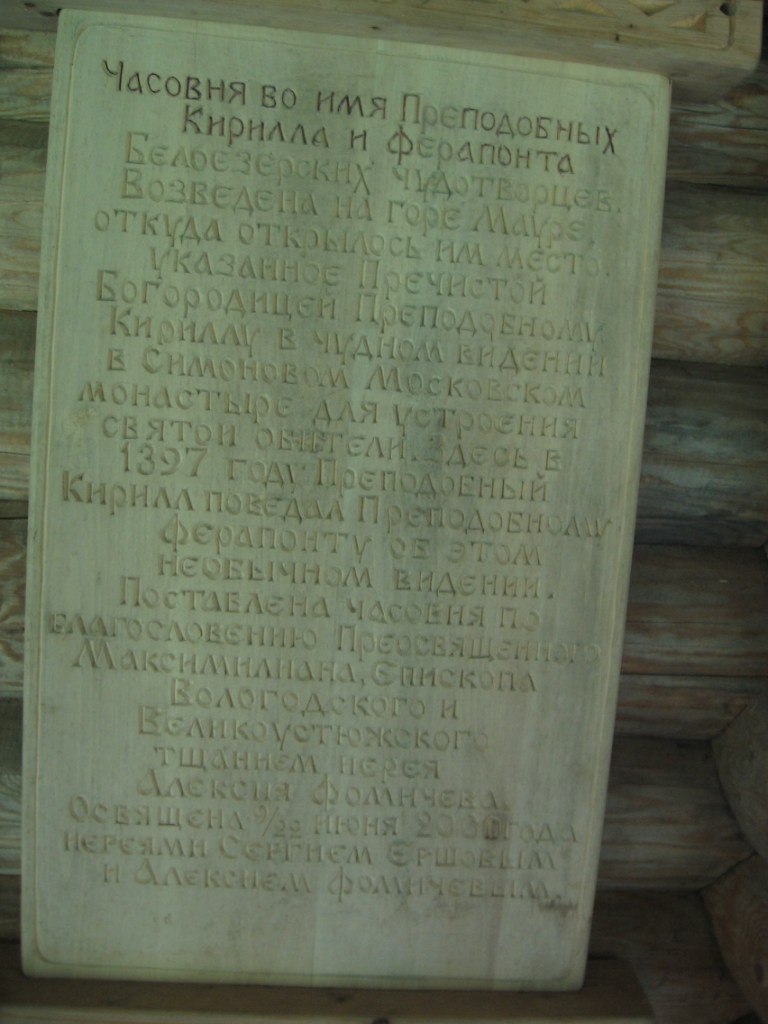 Часовня во имя Преподобных
Кирилла и Ферапонта
Белоезерских чудотворцев.
Возведена на горе Мауре,
откуда открылось им место,
указанное Пречистой
Богородицей Преподобному
Кириллу в чудном видении
в Симоновом Московском
монастыре для устроения
святой обители. Здесь в
1397 году Преподобный
Кирилл поведал Преподобному
Ферапонту об этом
необычном видении.
Поставлена часовня по
благословению Преосвященного
Максимилиана, Епископа
Вологодского и
Великоустюжского
тщанием иерея
Алексия Фомичева.
Освящена 9/22 июня года
иереями Сергием Ершовым
и Алексием Фомичевым.